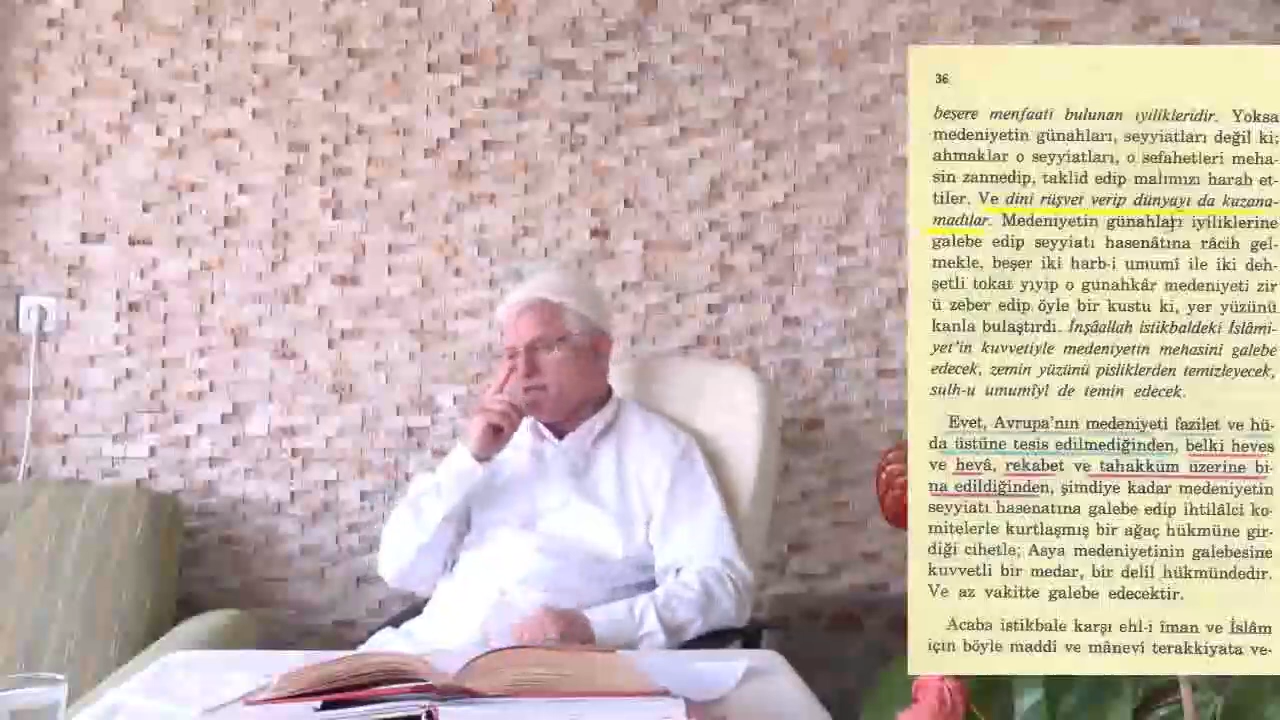 36
beşere menfaati bulunan iyilikleridir. Yoksa
medeniyetin günahları, seyyiatları değil ki;
ahmaklar o seyyiatları, o sefahetleri meha-
sin zannedip, taklid edip malımızı harab et-
tiler. Ve dini rüşvet verip dünyayı da kazana-
madılar. Medeniyetin günahları iyiliklerine
galebe edip seyyiatı hasenâtına râcih gel-
mekle, beşer iki harb-i umumî ile iki deh-
şetli tokat yıyip o günahkâr medeniyeti zir
ü zeber edip öyle bir kustu ki, yer yüzünü
kanla bulaştırdı. İnşâallah istikbaldeki İslâmi-
yet'in kuvvetiyle medeniyetin mehasini galebe
edecek, zemin yüzünü pisliklerden temizleyecek,
sulh-u umumîyi de temin edecek.
Evet, Avrupa'nın medeniyeti fazilet ve hü-
da üstüne tesis edilmediğinden, belki heves
ve hevâ, rekabet ve tahakküm üzerine bi-
na edildiğinden, şimdiye kadar medeniyetin
seyyiatı hasenatına galebe edip ihtilâlci ko-
mitelerle kurtlaşmış bir ağaç hükmüne gir-
diği cihetle; Asya medeniyetinin galebesine
kuvvetli bir medar, bir delil hükmündedir.
Ve az vakitte galebe edecektir.
Acaba istikbale karşı ehl-i îman ve İslâm
için böyle maddî ve mânevî terakkiyata ve-